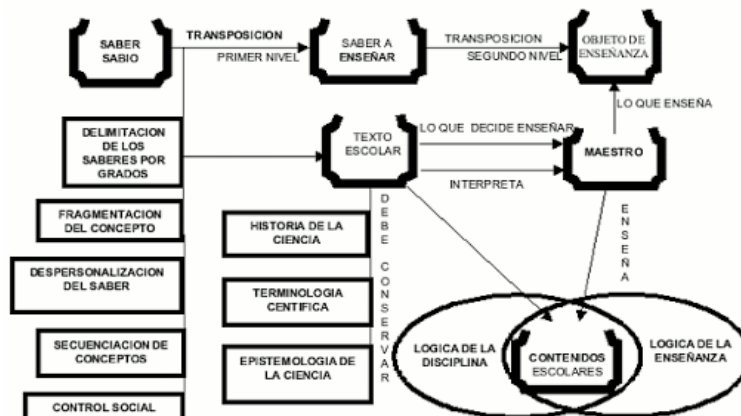 SABER
SABIO
TRANSPOSICION
PRIMER NIVEL
SABER A
ENSEÑAR
TRANSPOSICION
SEGUNDO NIVEL
OBJETO DE
ENSEÑANZA
LO QUE ENSEÑA
DELIMITACION
DE LOS
SABERES POR
GRADOS
TEXTO
ESCOLAR
LO QUE DECIDE ENSEÑAR
INTERPRETA
MAESTRO
FRAGMENTACION
DEL CONCEPTO
DESPERSONALIZACION
DEL SABER
SECUENCIACION DE
CONCEPTOS
CONTROL SOCIAL
HISTORIA DE LA
CIENCIA
TERMINOLOGIA
CENTIFICA
EPISTEMOLOGIA DE
LA CIENCIA
DEBE CONSERVAR
ENSEÑA
LOGICA DE LA
DISCIPLINA
CONTENIDOS
ESCOLARES
LOGICA DE LA
ENSEÑANZA